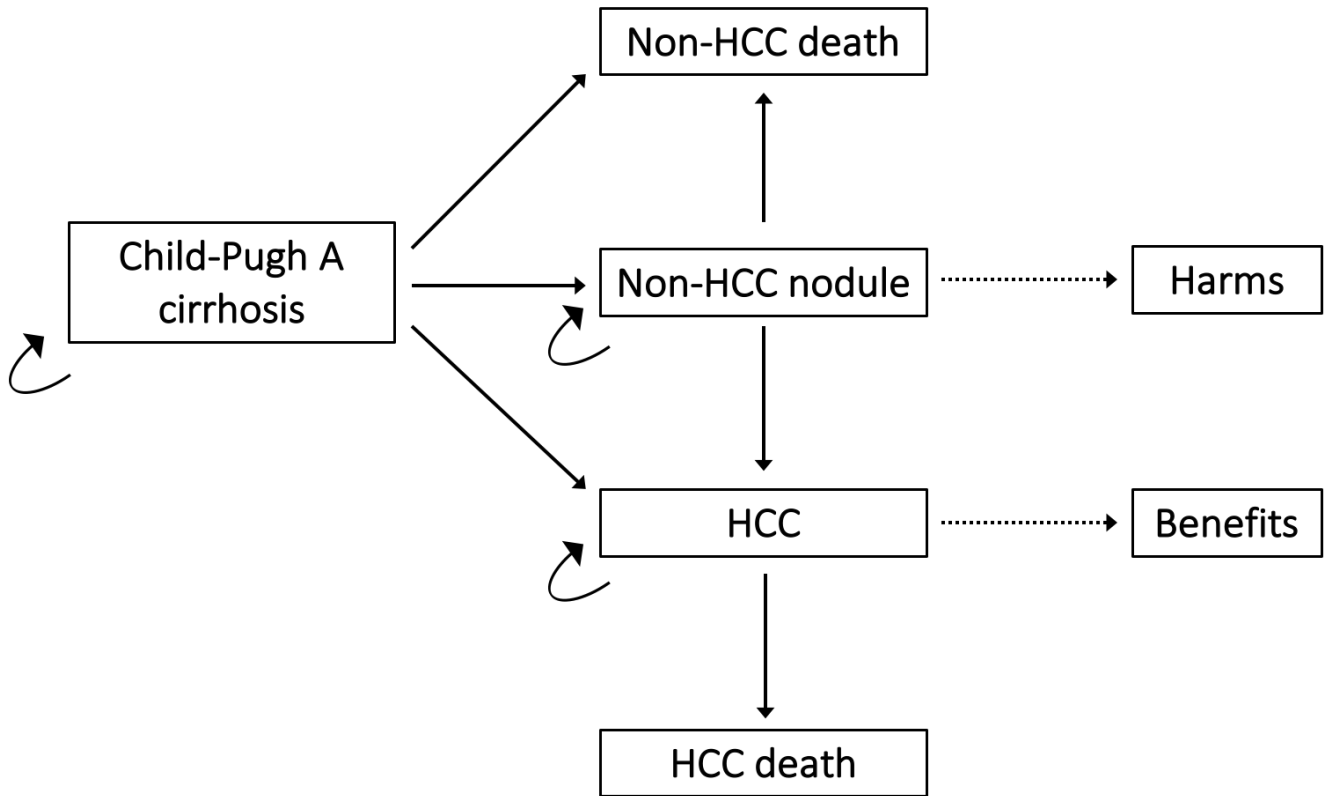 Non-HCC death
Child-Pugh A
cirrhosis
Non-HCC nodule
Harms
HCC
Benefits
HCC death